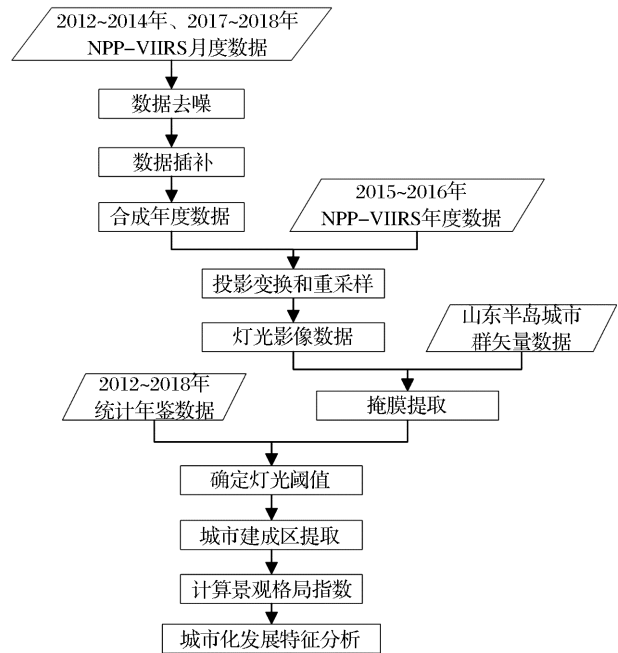 2012~2014年、2017~2018年
NPP-VIIRS月度数据
数据去噪
数据插补
合成年度数据
2015~2016年
NPP-VIIRS年度数据
投影变换和重采样
灯光影像数据
山东半岛城市
群矢量数据
2012~2018年
统计年鉴数据
掩膜提取
确定灯光阈值
城市建成区提取
计算景观格局指数
城市化发展特征分析